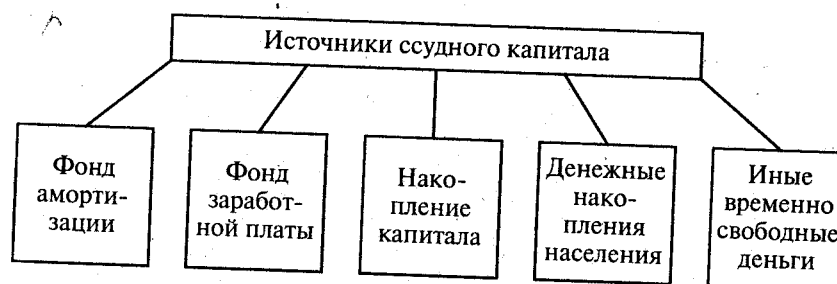 Источники ссудного капитала
Фонд
аморти-
зации
Фонд
заработ-
ной платы
Нако-
пление
капитала
Денежные
нако-
пления
населения
Иные
временно
свободные
деньги